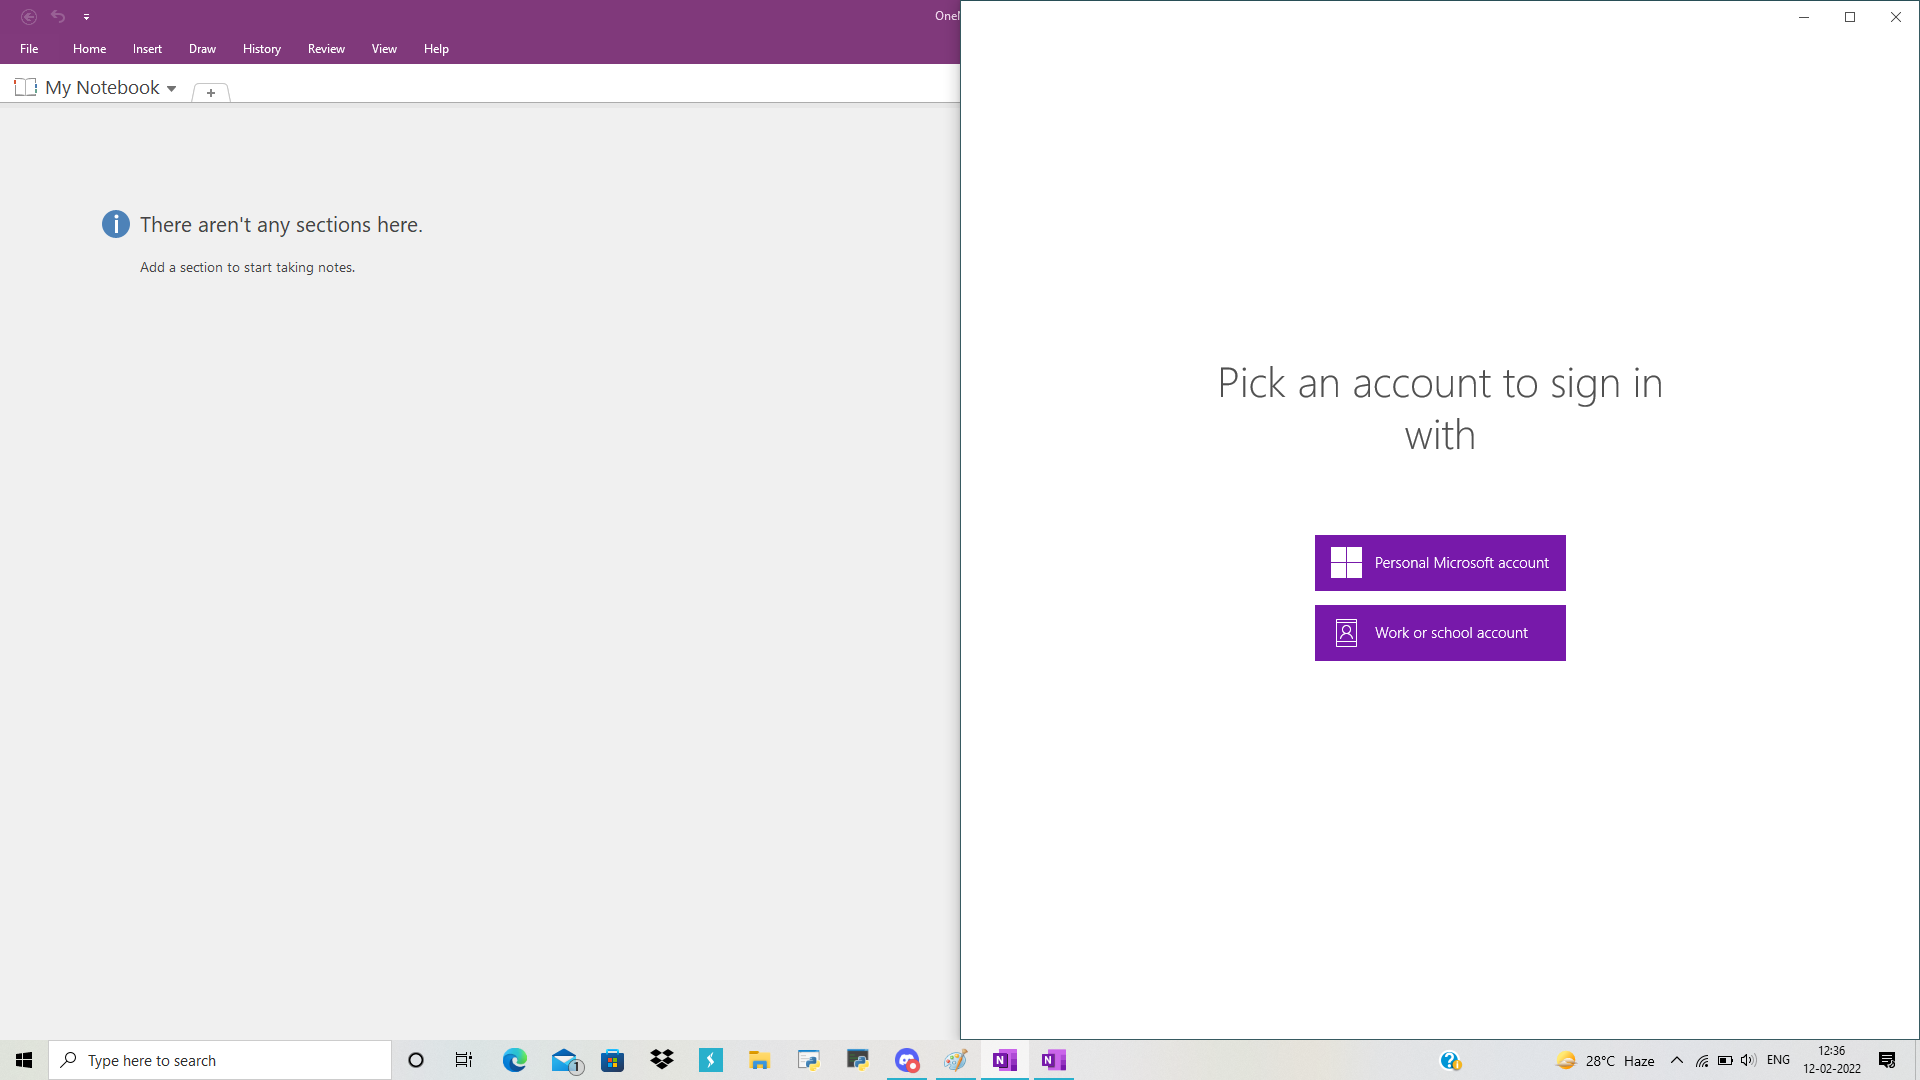 OneN
File Home Insert Draw History Review View Help
My Notebook
+
There aren't any sections here.
Add a section to start taking notes.
Pick an account to sign in
with
Personal Microsoft account
Work or school account
Type here to search
1
28°C Haze
ENG
12:36
12-02-2022